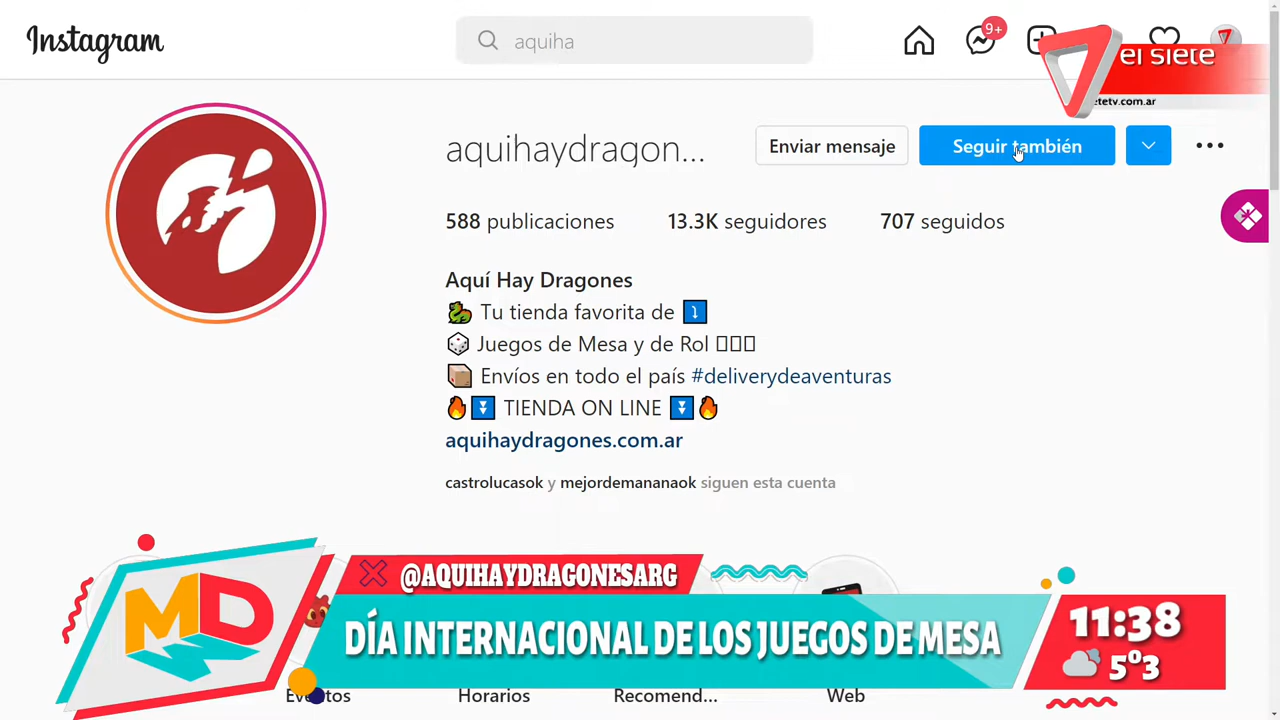 Instagram
aquiha
9+
el siete
etetv.com.ar
aquihaydragon...
Enviar mensaje
Seguir también
588 publicaciones
13.3K seguidores
707 seguidos
Aquí Hay Dragones
Tu tienda favorita de
Juegos de Mesa y de Rol
Envíos en todo el país #deliverydeaventuras
TIENDA ON LINE
aquihaydragones.com.ar
castrolucasok y mejordemananaok siguen esta cuenta
@AQUIHAYDRAGONESARG
MD
DÍA INTERNACIONAL DE LOS JUEGOS DE MESA
11:38
5º3
Eventos
Horarios
Recomend...
Web